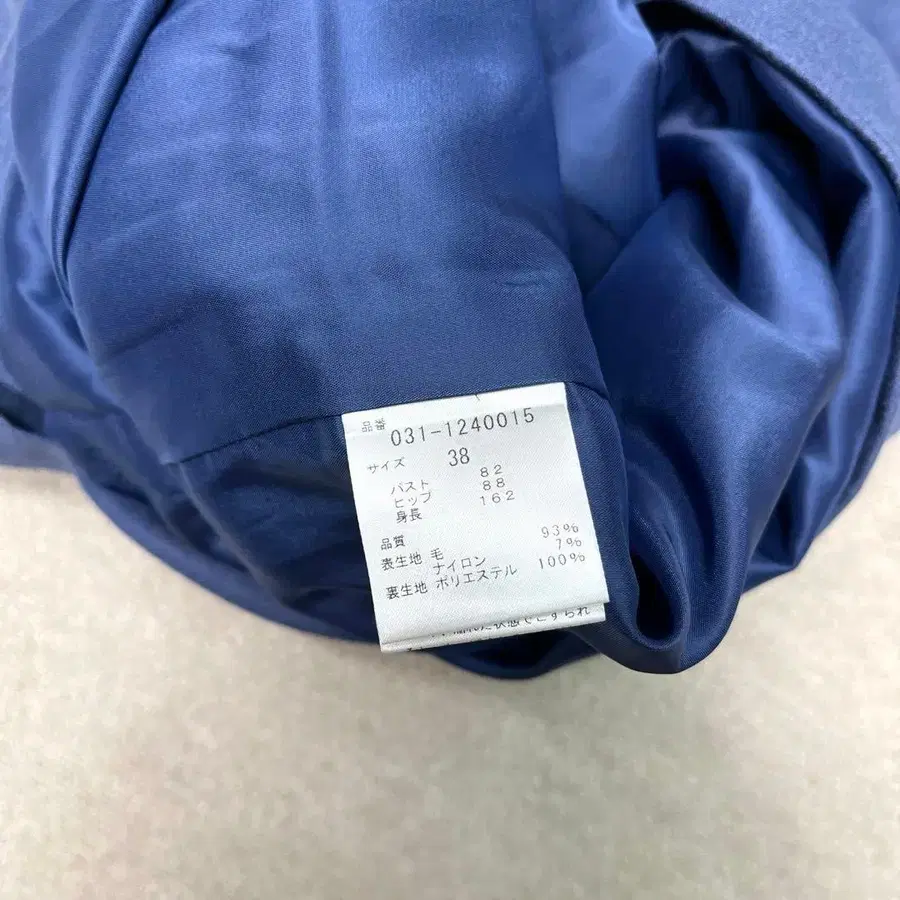 品番 031-1240015
サイズ 38
バスト 82
ヒップ 88
身長 162
品質
表生地 毛 93%
ナイロン 7%
裏生地 ポリエステル 100%